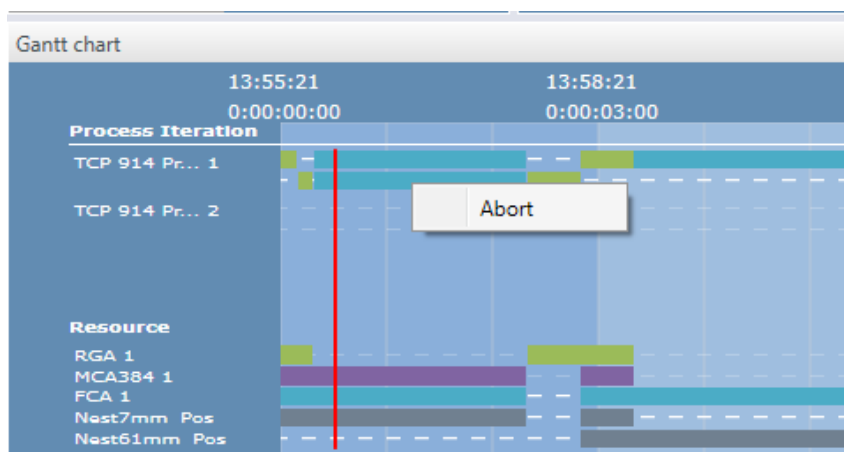 Gantt chart
13:55:21 13:58:21
0:00:00:00 0:00:03:00
Process Iteration
TCP 914 Pr... 1
TCP 914 Pr... 2
Abort
Resource
RGA 1
MCA384 1
FCA 1
Nest7mm Pos
Nest61mm Pos